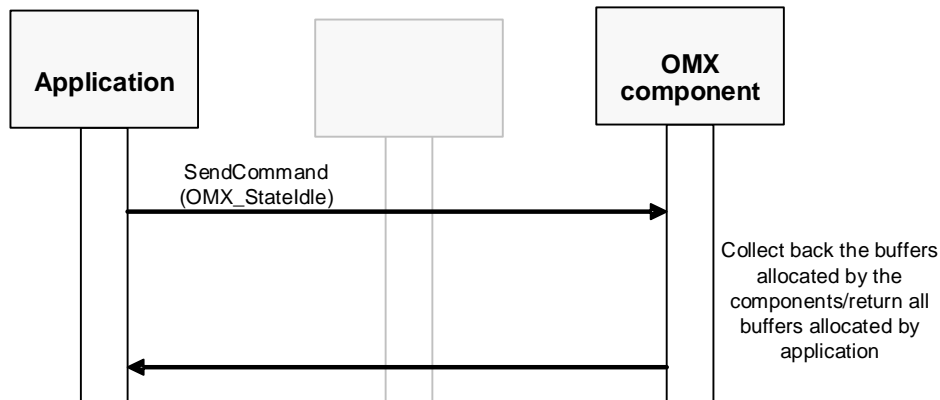 Application
OMX
component
SendCommand
(OMX_StateIdle)
Collect back the buffers
allocated by the
components/return all
buffers allocated by
application